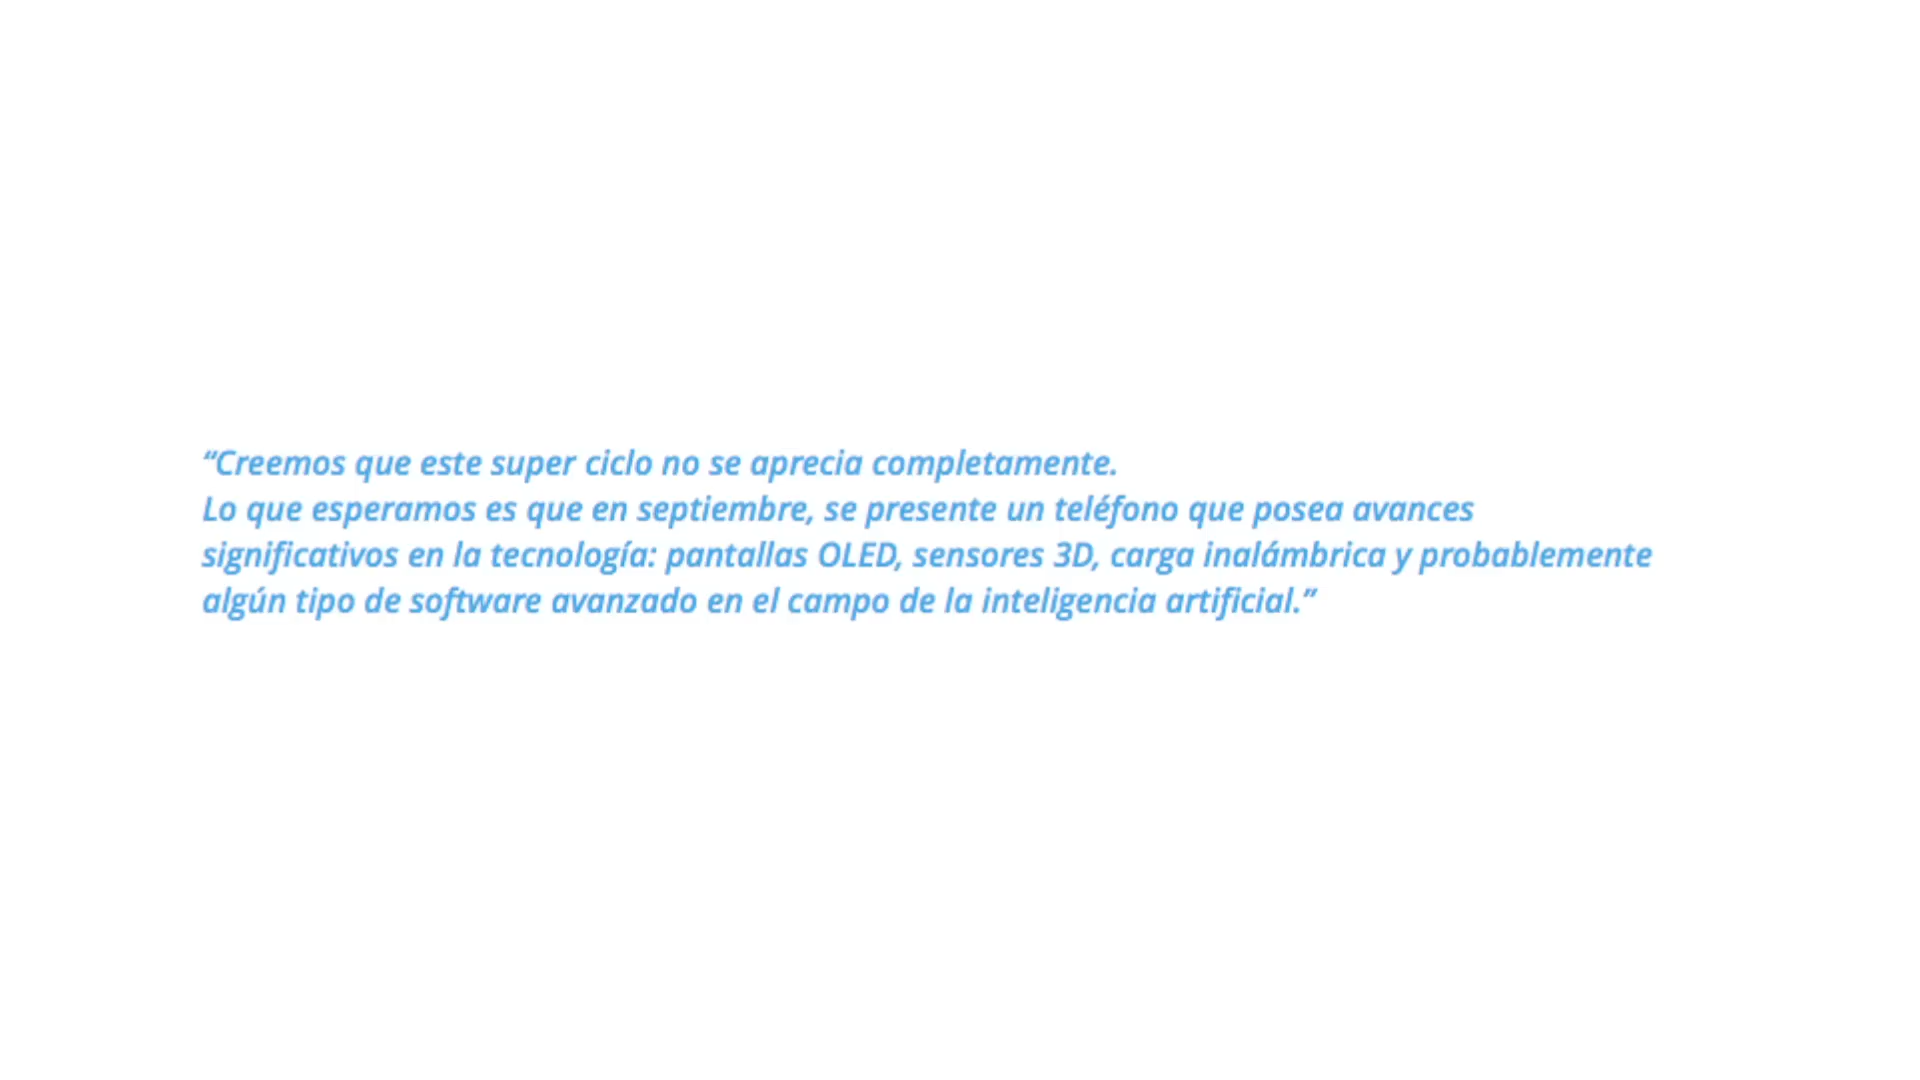 “Creemos que este super ciclo no se aprecia completamente.
Lo que esperamos es que en septiembre, se presente un teléfono que posea avances
significativos en la tecnología: pantallas OLED, sensores 3D, carga inalámbrica y probablemente
algún tipo de software avanzado en el campo de la inteligencia artificial.”